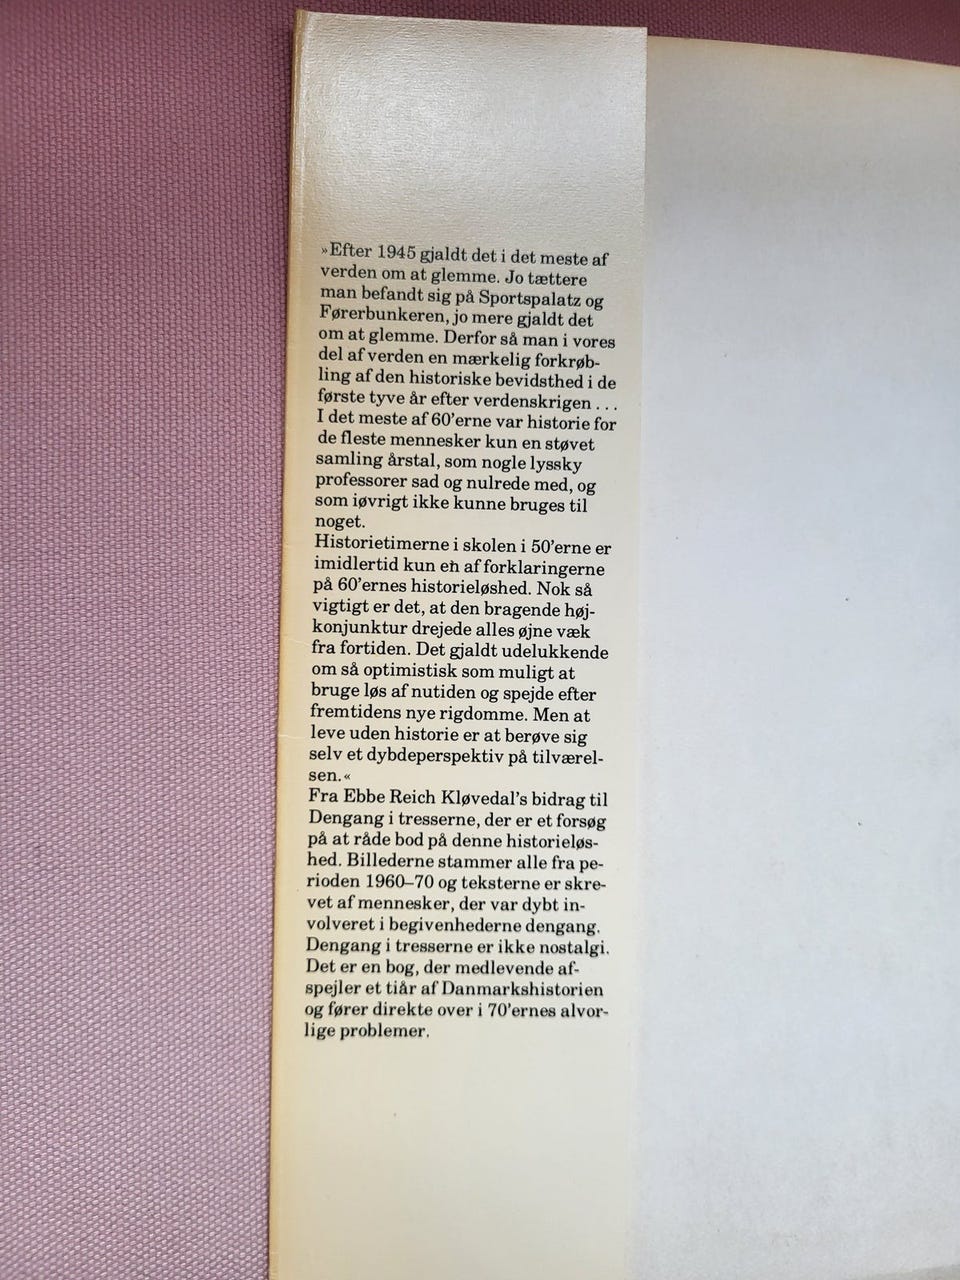 »Efter 1945 gjaldt det i det meste af
verden om at glemme. Jo tættere
man befandt sig på Sportspalatz og
Førerbunkeren, jo mere gjaldt det
om at glemme. Derfor så man i vores
del af verden en mærkelig forkrøb-
ling af den historiske bevidsthed i de
første tyve år efter verdenskrigen . . .
I det meste af 60'erne var historie for
de fleste mennesker kun en støvet
samling årstal, som nogle lyssky
professorer sad og nulrede med, og
som iøvrigt ikke kunne bruges til
noget.
Historietimerne i skolen i 50'erne er
imidlertid kun en af forklaringerne
på 60'ernes historieløshed. Nok så
vigtigt er det, at den bragende høj-
konjunktur drejede alles øjne væk
fra fortiden. Det gjaldt udelukkende
om så optimistisk som muligt at
bruge løs af nutiden og spejde efter
fremtidens nye rigdomme. Men at
leve uden historie er at berøve sig
selv et dybdeperspektiv på tilværel-
sen.«
Fra Ebbe Reich Kløvedal's bidrag til
Dengang i tresserne, der er et forsøg
på at råde bod på denne historieløs-
hed. Billederne stammer alle fra pe-
rioden 1960–70 og teksterne er skre-
vet af mennesker, der var dybt in-
volveret i begivenhederne dengang.
Dengang i tresserne er ikke nostalgi.
Det er en bog, der medlevende af-
spejler et tiår af Danmarkshistorien
og fører direkte over i 70'ernes alvor-
lige problemer.